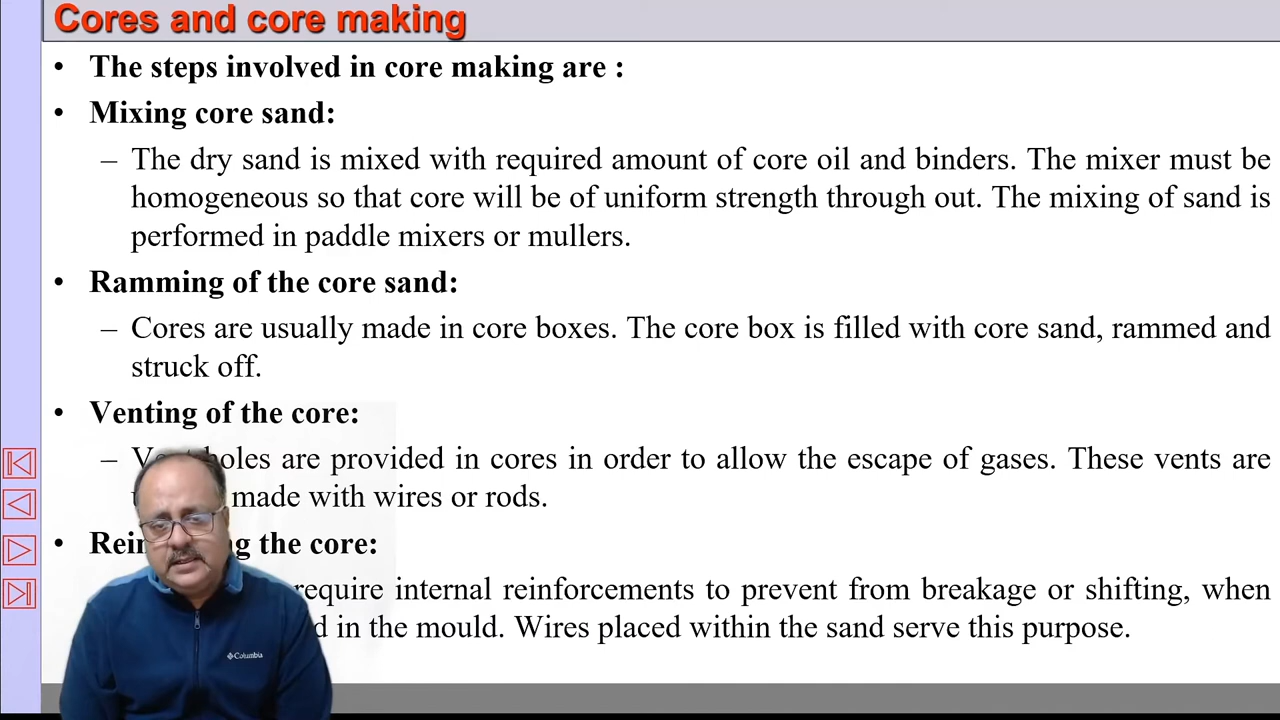 Cores and core making
• The steps involved in core making are :
• Mixing core sand:
– The dry sand is mixed with required amount of core oil and binders. The mixer must be
homogeneous so that core will be of uniform strength through out. The mixing of sand is
performed in paddle mixers or mullers.
• Ramming of the core sand:
– Cores are usually made in core boxes. The core box is filled with core sand, rammed and
struck off.
• Venting of the core:
– holes are provided in cores in order to allow the escape of gases. These vents are
made with wires or rods.
• the core:
require internal reinforcements to prevent from breakage or shifting, when
in the mould. Wires placed within the sand serve this purpose.
Columbia